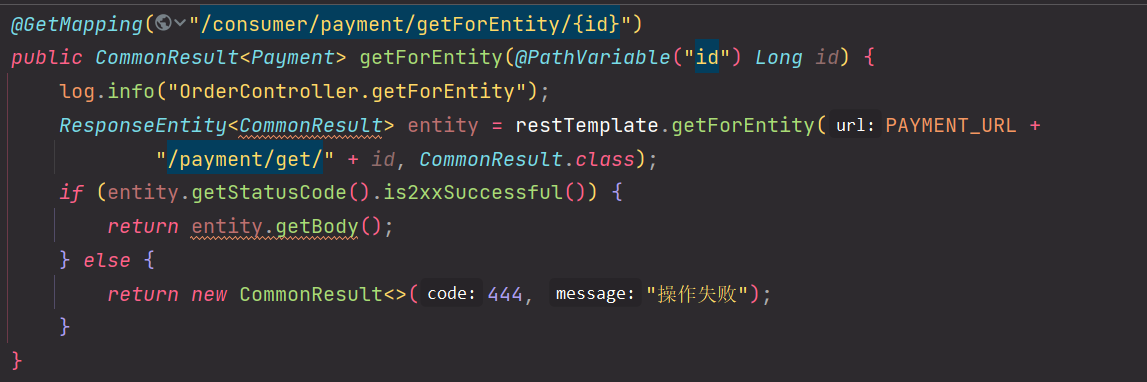 @GetMapping("/consumer/payment/getForEntity/{id}")
public CommonResult<Payment> getForEntity(@PathVariable("id") Long id) {
log.info("OrderController.getForEntity");
ResponseEntity<CommonResult> entity = restTemplate.getForEntity( url: PAYMENT_URL +
"/payment/get/" + id, CommonResult.class);
if (entity.getStatusCode().is2xxSuccessful()) {
return entity.getBody();
} else {
return new CommonResult<>( code: 444, message: "操作失败");
}
}